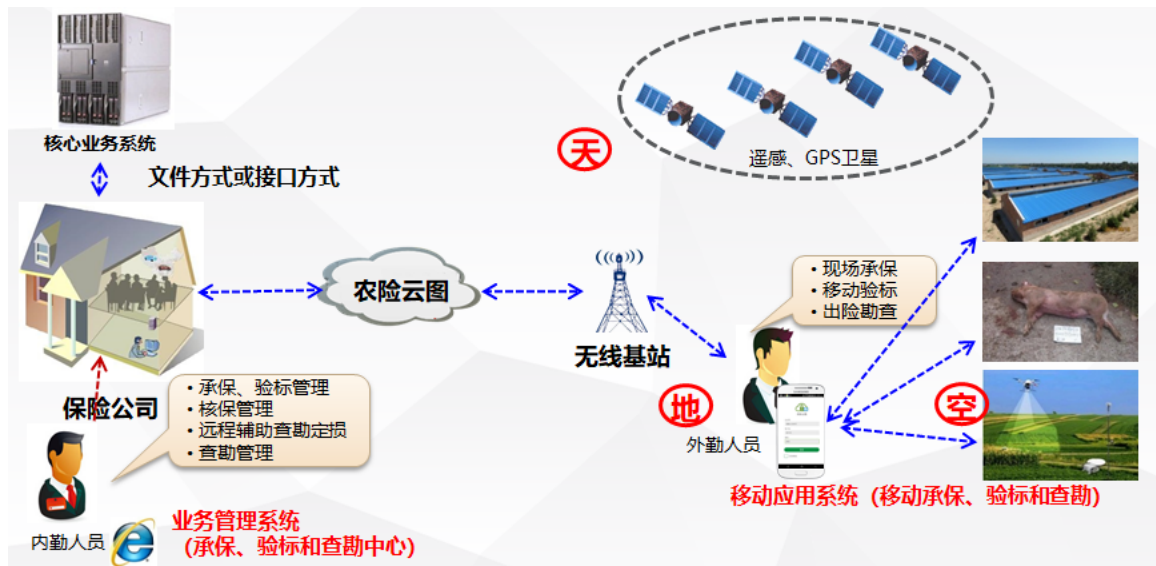 核心业务系统
文件方式或接口方式
天
遥感、GPS卫星
农险云图
无线基站
• 现场承保
• 移动验标
• 出险勘查
保险公司
• 承保、验标管理
• 核保管理
• 远程辅助查勘定损
• 查勘管理
地
空
外勤人员
移动应用系统（移动承保、验标和查勘）
内勤人员
业务管理系统
（承保、验标和查勘中心）